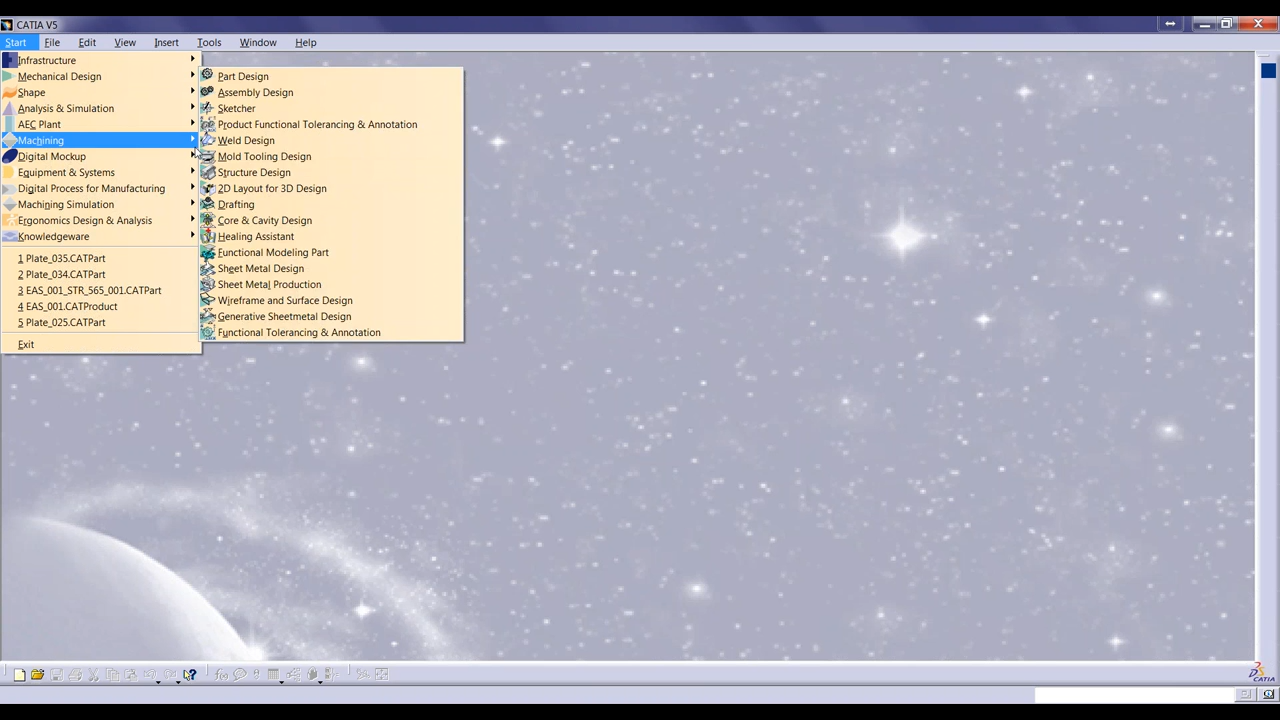 CATIA V5
Start File Edit View Insert Tools Window Help
Infrastructure
Mechanical Design
Shape
Analysis & Simulation
AEC Plant
Machining
Digital Mockup
Equipment & Systems
Digital Process for Manufacturing
Machining Simulation
Ergonomics Design & Analysis
Knowledgeware
1 Plate_035.CATPart
2 Plate_034.CATPart
3 EAS_001_STR_565_001.CATPart
4 EAS_001.CATProduct
5 Plate_025.CATPart
Exit
Part Design
Assembly Design
Sketcher
Product Functional Tolerancing & Annotation
Weld Design
Mold Tooling Design
Structure Design
2D Layout for 3D Design
Drafting
Core & Cavity Design
Healing Assistant
Functional Modeling Part
Sheet Metal Design
Sheet Metal Production
Wireframe and Surface Design
Generative Sheetmetal Design
Functional Tolerancing & Annotation
CATIA